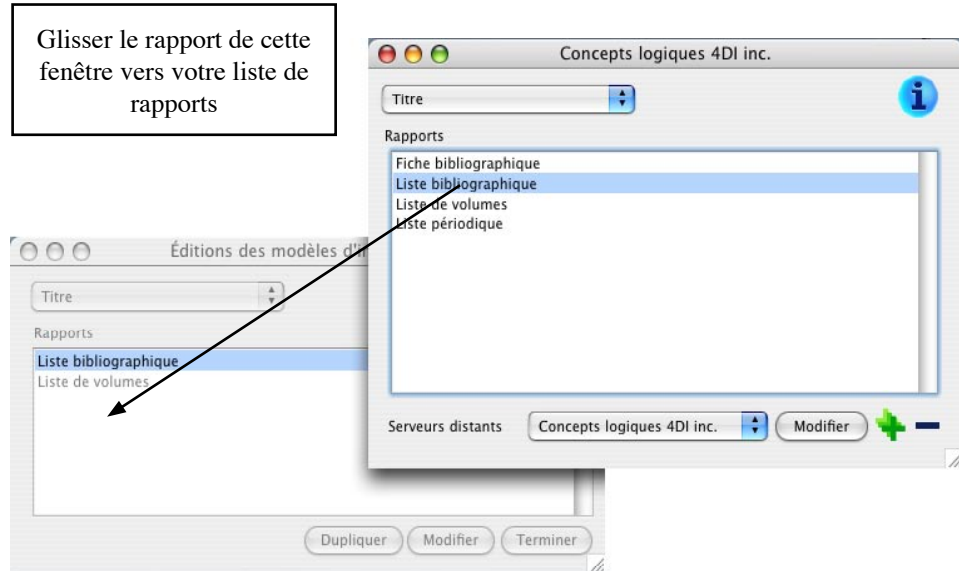 Glisser le rapport de cette
fenêtre vers votre liste de
rapports
Concepts logiques 4DI inc.
Titre
Rapports
Fiche bibliographique
Liste bibliographique
Liste de volumes
Liste périodique
Serveurs distants
Concepts logiques 4DI inc.
Modifier
Éditions des modèles
Titre
Rapports
Liste bibliographique
Liste de volumes
Dupliquer
Modifier
Terminer